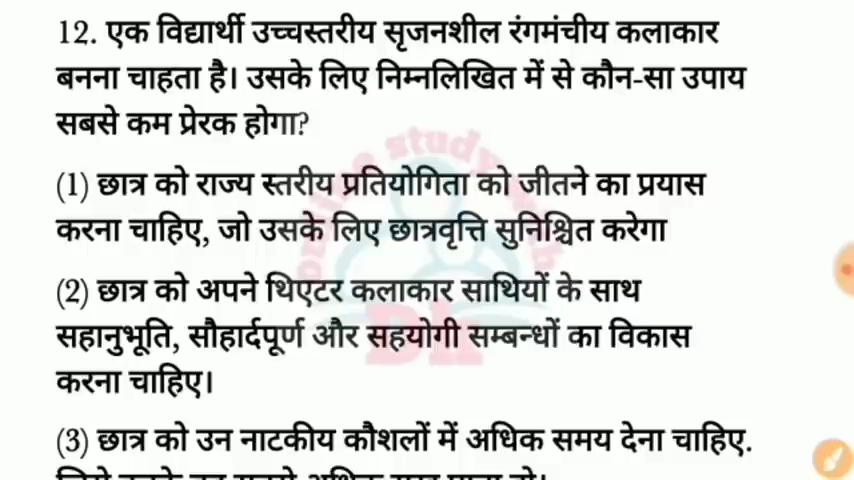 12. एक विद्यार्थी उच्चस्तरीय सृजनशील रंगमंचीय कलाकार
बनना चाहता है। उसके लिए निम्नलिखित में से कौन-सा उपाय
सबसे कम प्रेरक होगा?
(1) छात्र को राज्य स्तरीय प्रतियोगिता को जीतने का प्रयास
करना चाहिए, जो उसके लिए छात्रवृत्ति सुनिश्चित करेगा
(2) छात्र को अपने थिएटर कलाकार साथियों के साथ
सहानुभूति, सौहार्दपूर्ण और सहयोगी सम्बन्धों का विकास
करना चाहिए।
(3) छात्र को उन नाटकीय कौशलों में अधिक समय देना चाहिए.